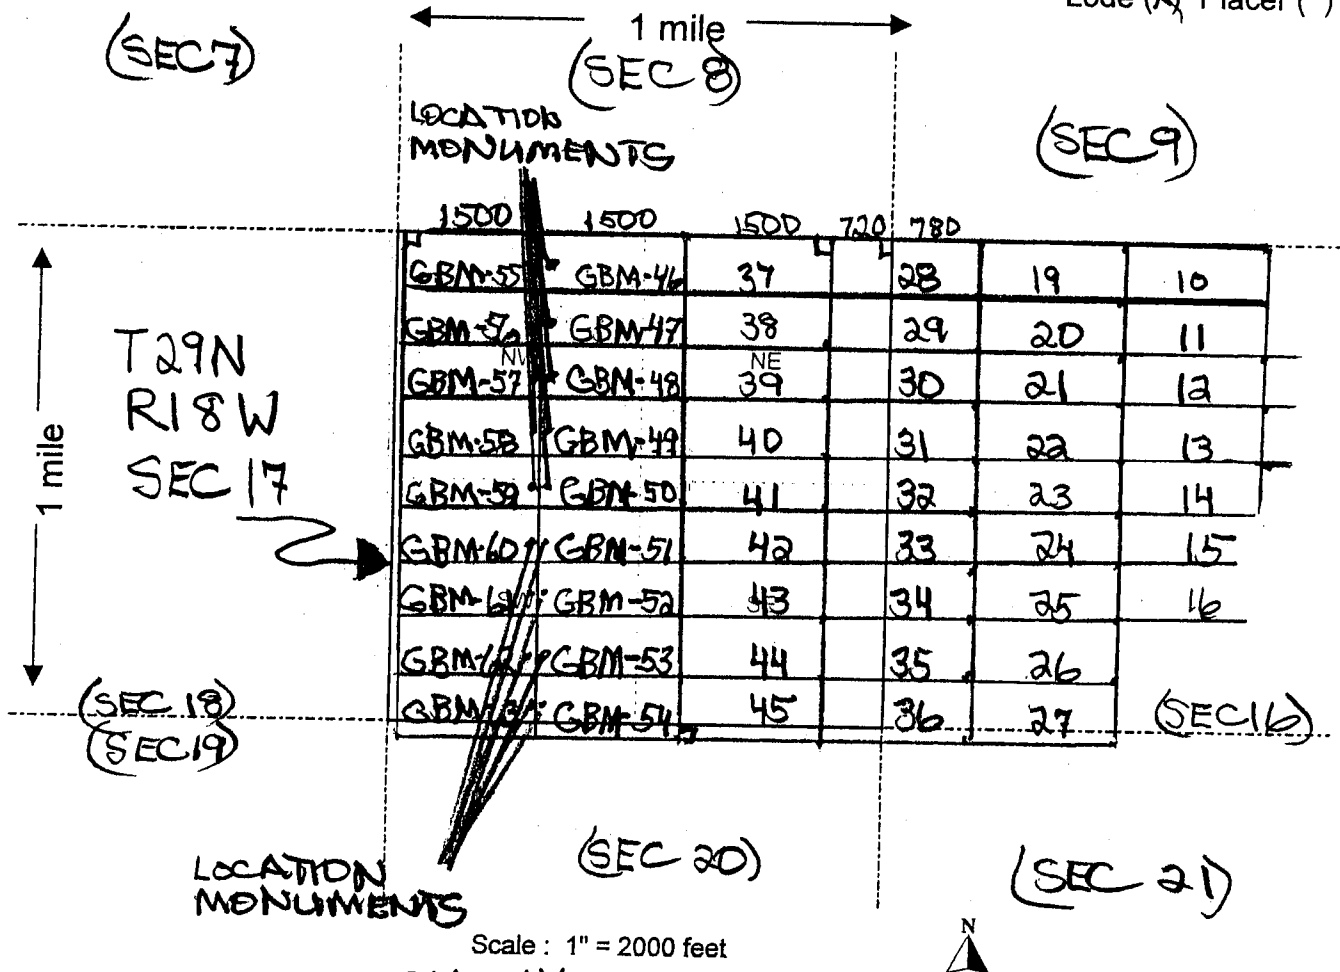 Lode (X) Placer ( )
1 mile
(SEC 7)
(SEC 8)
LOCATION
MONUMENTS
(SEC 9)
1500 1500 1500 720 780
GBM-55 GBM-46 37 28 19 10
GBM-56 GBM-47 38 29 20 11
NE
GBM-57 GBM-48 39 30 21 12
GBM-58 GBM-49 40 31 22 13
GBM-59 GBM-50 41 32 23 14
GBM-60 GBM-51 42 33 24 15
GBM-61 GBM-52 43 34 25 16
GBM-62 GBM-53 44 35 26
GBM- GBM-54 45 36 27
T29N
R18W
SEC 17
1 mile
(SEC 18)
(SEC 19)
(SEC 16)
(SEC 20)
(SEC 21)
LOCATION
MONUMENTS
N
Scale : 1" = 2000 feet